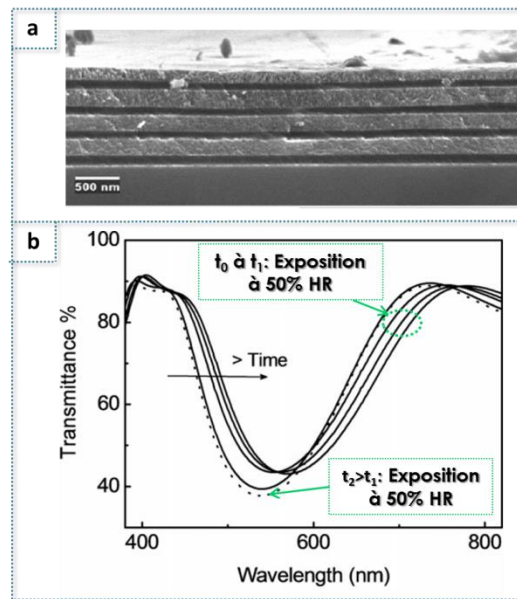 a
500 nm
b
100
80
60
40
Transmittance %
t₀ à t₁: Exposition
à 50% HR
> Time
t₂>t₁: Exposition
à 50% HR
400
600
800
Wavelength (nm)